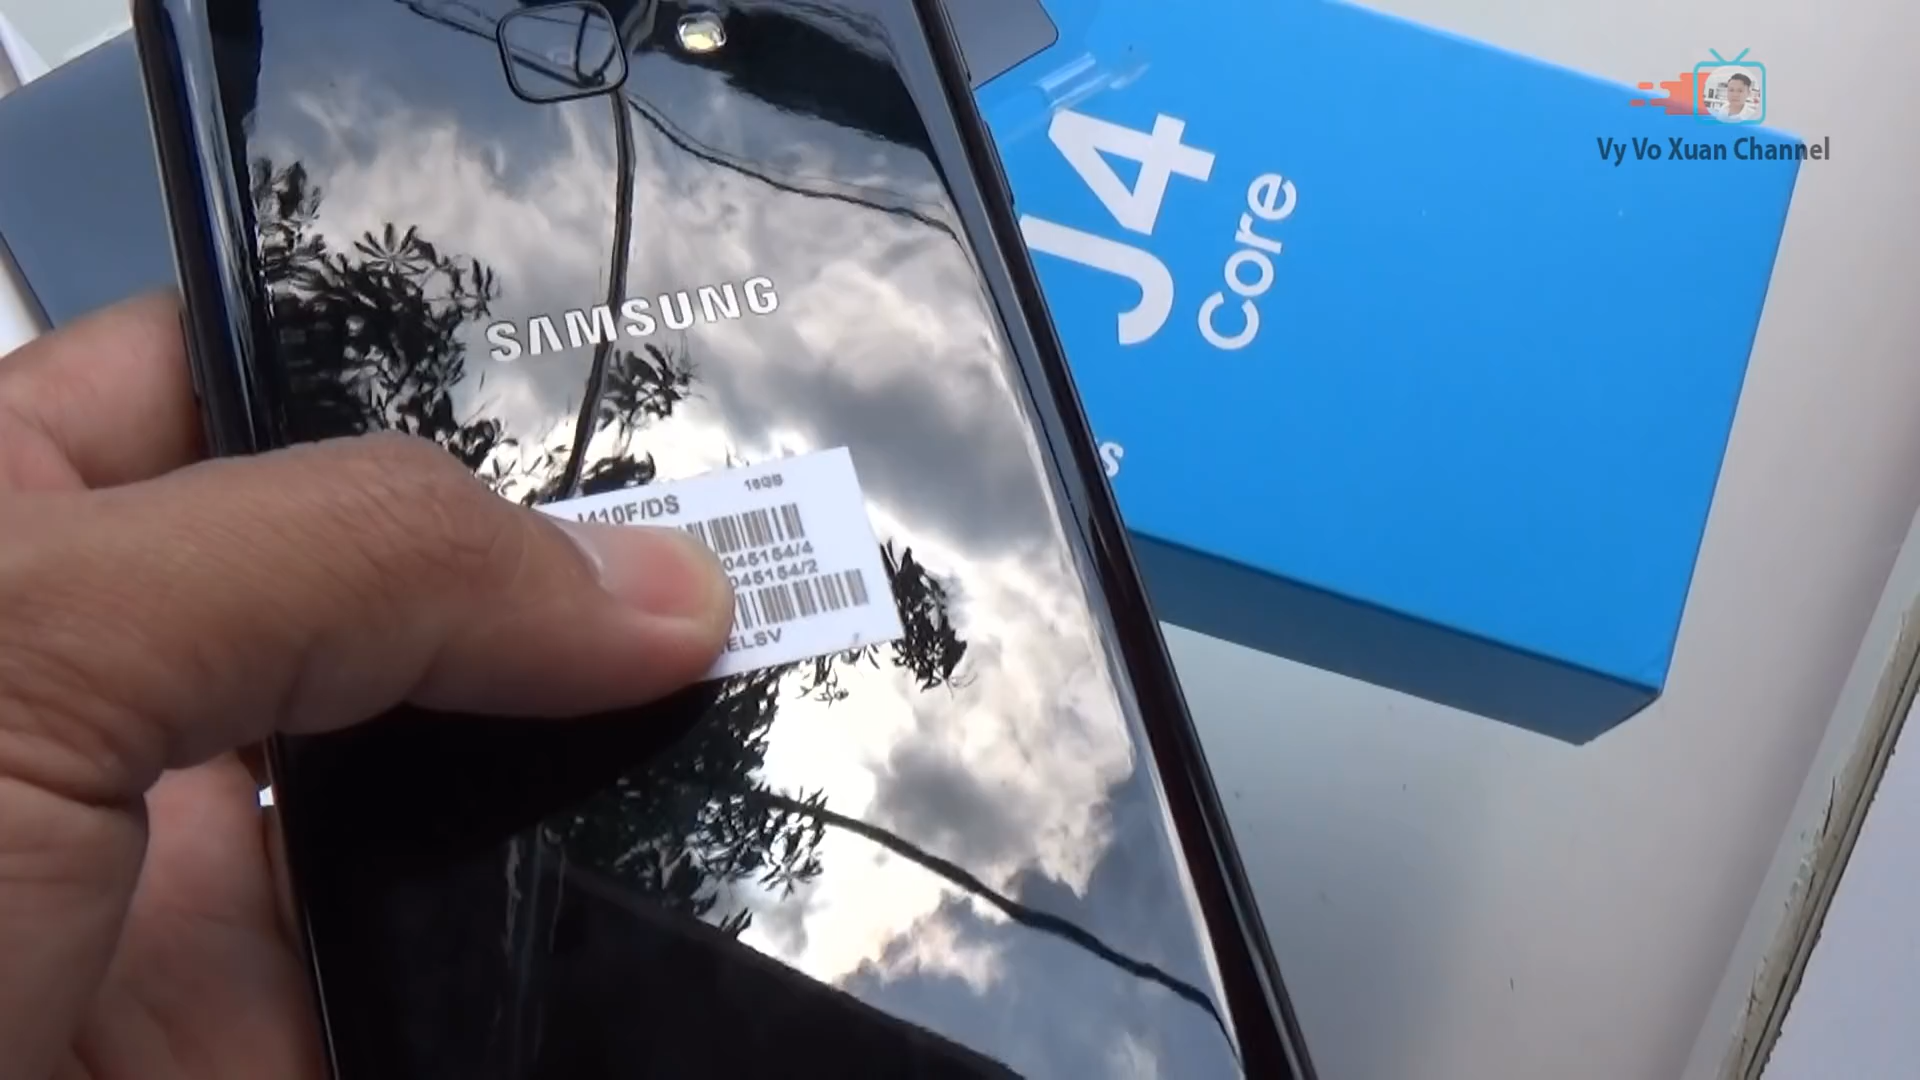 Vy Vo Xuan Channel
J4
Core
SAMSUNG
16GB
J410F/DS
045154/4
045154/2
ELSV
s